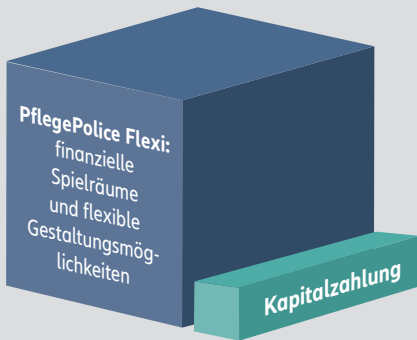 PflegePolice Flexi:
finanzielle
Spielräume
und flexible
Gestaltungsmög-
lichkeiten
Kapitalzahlung